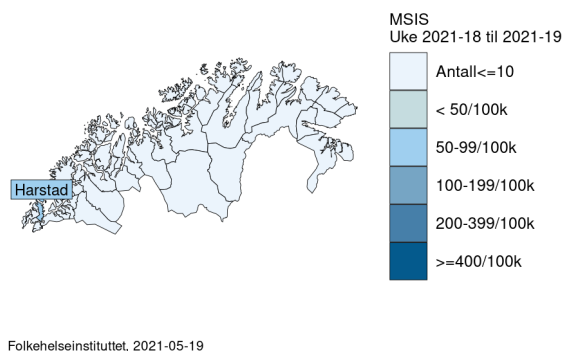 MSIS
Uke 2021-18 til 2021-19
Antall<=10
< 50/100k
50-99/100k
100-199/100k
200-399/100k
>=400/100k
Harstad
Folkehelseinstituttet, 2021-05-19